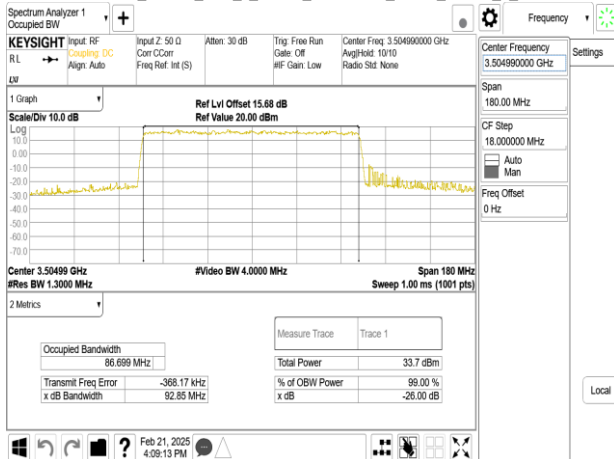 Spectrum Analyzer 1
Occupied BW
+
Frequency
KEYSIGHT
RL
LXI
Input: RF
Coupling: DC
Align: Auto
Input Z: 50 Ω
Corr CCorr
Freq Ref: Int (S)
Atten: 30 dB
Trig: Free Run
Gate: Off
#IF Gain: Low
Center Freq: 3.504990000 GHz
Avg|Hold: 10/10
Radio Std: None
Center Frequency
3.504990000 GHz
Settings
Span
180.00 MHz
CF Step
18.000000 MHz
Auto
Man
Freq Offset
0 Hz
Local
1 Graph
Scale/Div 10.0 dB
Ref Lvl Offset 15.68 dB
Ref Value 20.00 dBm
Log
10.0
0.00
-10.0
-20.0
-30.0
-40.0
-50.0
-60.0
-70.0
Center 3.50499 GHz
#Res BW 1.3000 MHz
#Video BW 4.0000 MHz
Span 180 MHz
Sweep 1.00 ms (1001 pts)
2 Metrics
Measure Trace
Trace 1
Occupied Bandwidth
86.699 MHz
Total Power
33.7 dBm
Transmit Freq Error
-368.17 kHz
% of OBW Power
99.00 %
x dB Bandwidth
92.85 MHz
x dB
-26.00 dB
?
Feb 21, 2025
4:09:13 PM